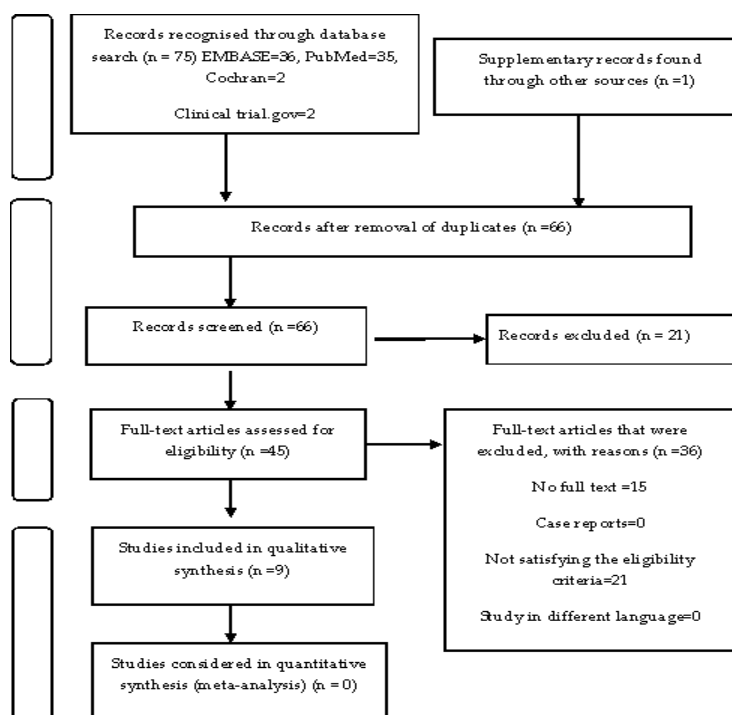 Records recognised through database
search (n = 75) EMBASE=36, PubMed=35,
Cochran=2
Clinical trial.gov=2
Supplementary records found
through other sources (n =1)
Records after removal of duplicates (n =66)
Records screened (n =66)
Records excluded (n = 21)
Full-text articles assessed for
eligibility (n =45)
Full-text articles that were
excluded, with reasons (n =36)
No full text =15
Case reports=0
Not satisfying the eligibility
criteria=21
Study in different language=0
Studies included in qualitative
synthesis (n =9)
Studies considered in quantitative
synthesis (meta-analysis) (n = 0)